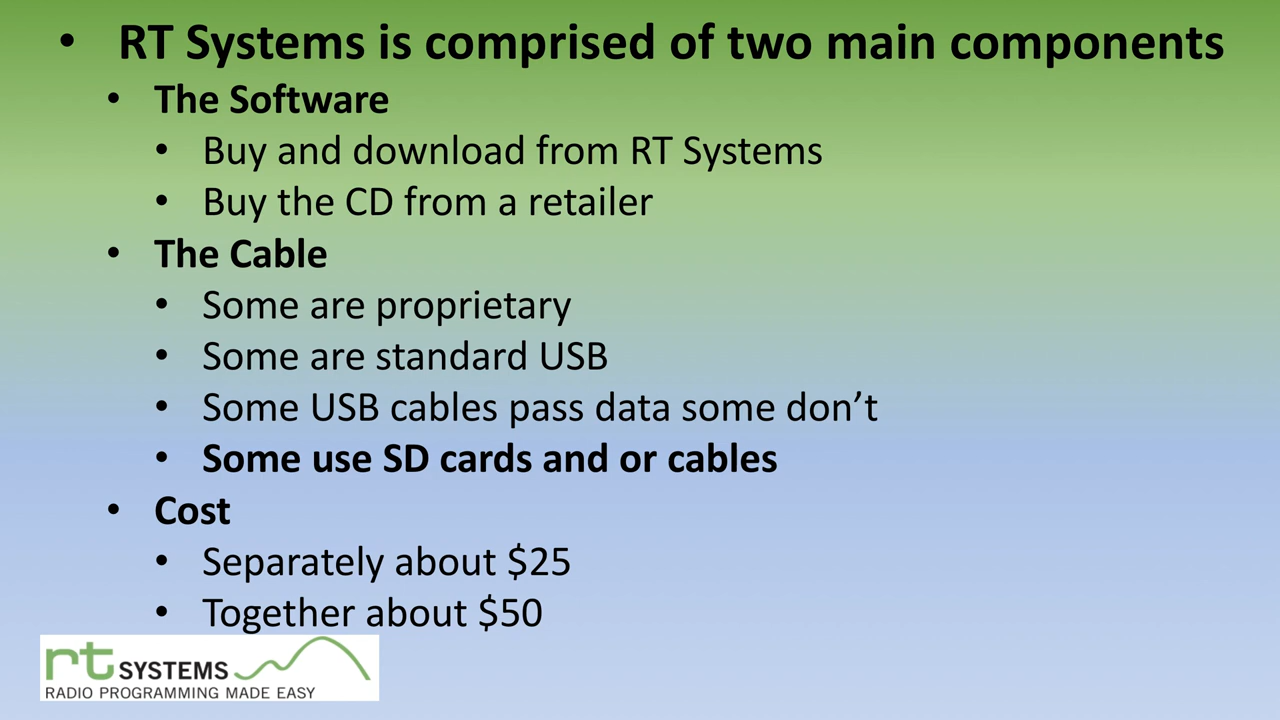 • RT Systems is comprised of two main components
• The Software
• Buy and download from RT Systems
• Buy the CD from a retailer
• The Cable
• Some are proprietary
• Some are standard USB
• Some USB cables pass data some don’t
• Some use SD cards and or cables
• Cost
• Separately about $25
• Together about $50
rt SYSTEMS
RADIO PROGRAMMING MADE EASY